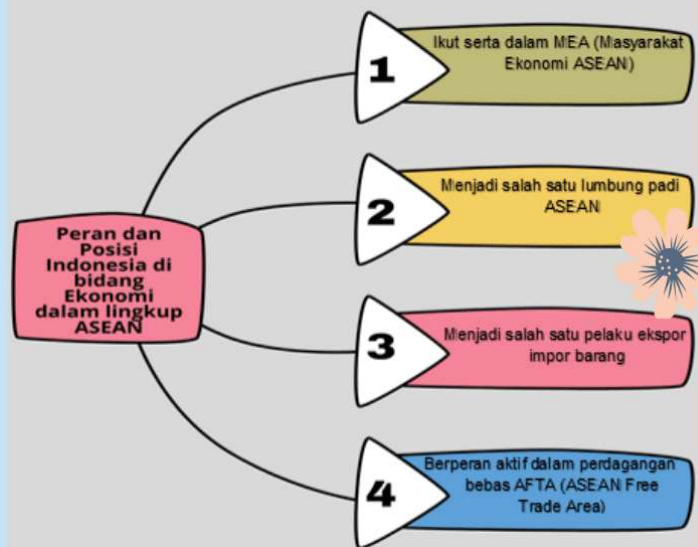 Peran dan
Posisi
Indonesia di
bidang
Ekonomi
dalam lingkup
ASEAN
1
Ikut serta dalam MEA (Masyarakat
Ekonomi ASEAN)
2
Menjadi salah satu lumbung padi
ASEAN
3
Menjadi salah satu pelaku ekspor
impor barang
4
Berperan aktif dalam perdagangan
bebas AFTA (ASEAN Free
Trade Area)